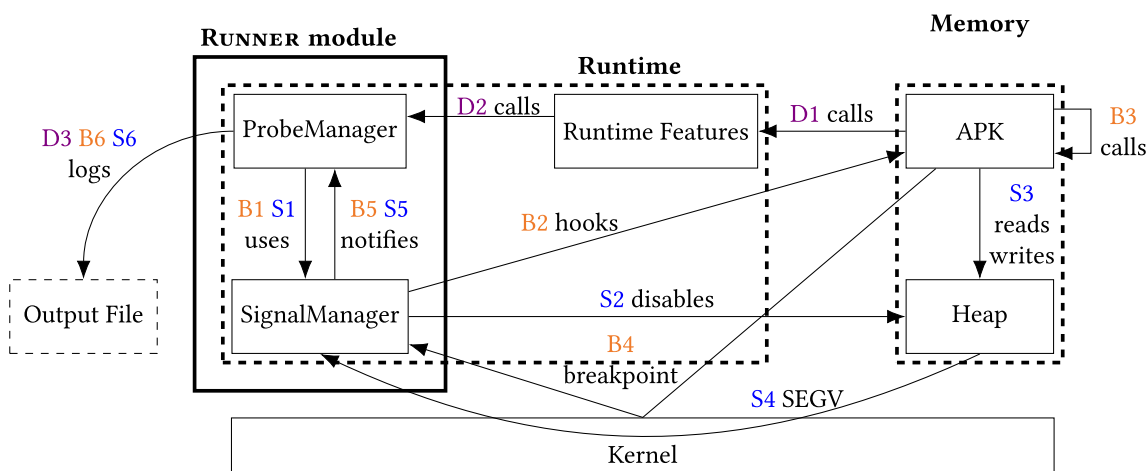 Memory
RUNNER module
Runtime
D2 calls
D1 calls
B3
calls
ProbeManager
Runtime Features
APK
D3 B6 S6
logs
S3
reads
writes
B1 S1
uses
B5 S5
notifies
B2 hooks
S2 disables
Output File
SignalManager
Heap
B4
breakpoint
S4 SEGV
Kernel